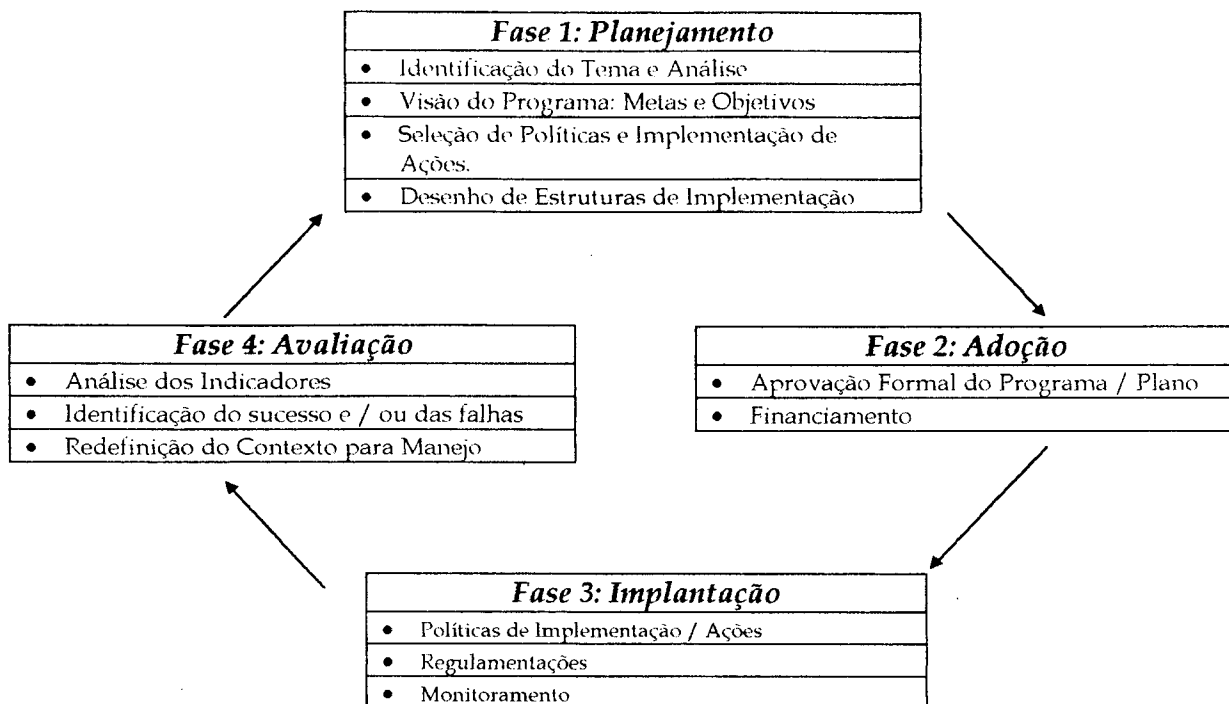 Fase 1: Planejamento
• Identificação do Tema e Análise
• Visão do Programa: Metas e Objetivos
• Seleção de Políticas e Implementação de
Ações.
• Desenho de Estruturas de Implementação
Fase 4: Avaliação
• Análise dos Indicadores
• Identificação do sucesso e / ou das falhas
• Redefinição do Contexto para Manejo
Fase 2: Adoção
• Aprovação Formal do Programa / Plano
• Financiamento
Fase 3: Implantação
• Políticas de Implementação / Ações
• Regulamentações
• Monitoramento